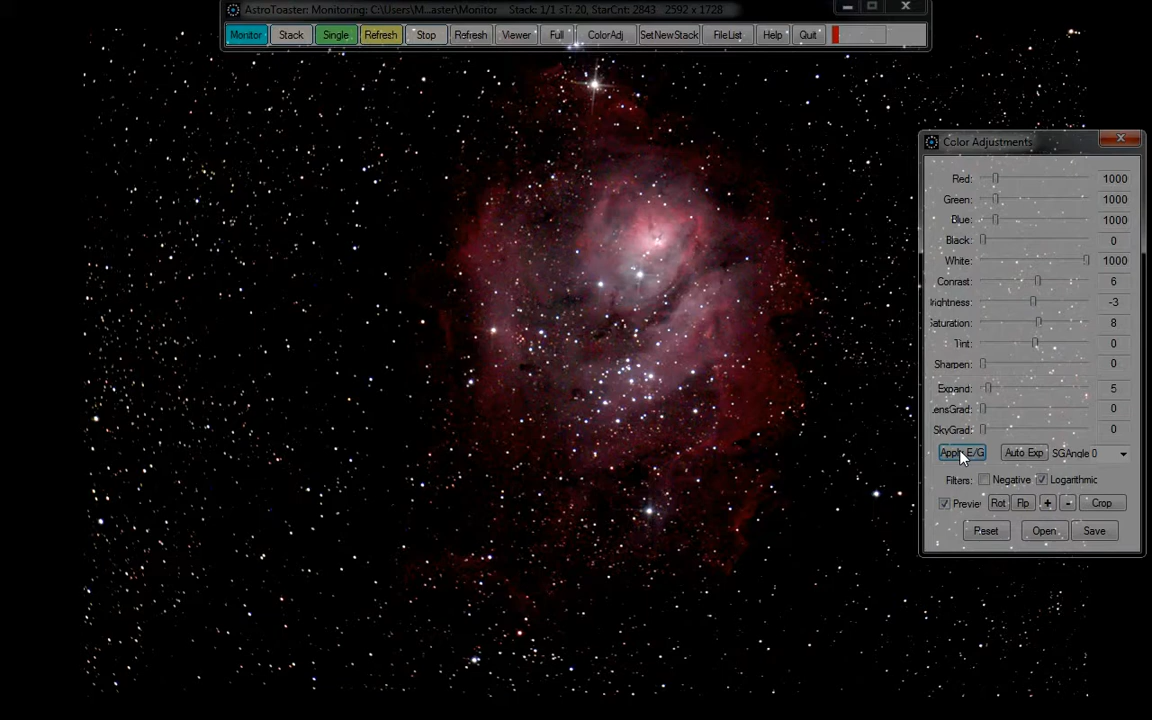 AstroToaster: Monitoring: C:\Users\M...aster\Monitor Stack: 1/1 sT: 20, StarCnt: 2843 2592 x 1728
Monitor Stack Single Refresh Stop Refresh Viewer Full ColorAdj SetNewStack FileList Help Quit
Color Adjustments
Red: 1000
Green: 1000
Blue: 1000
Black: 0
White: 1000
Contrast: 6
rightness: -3
Saturation: 8
Tint: 0
Sharpen: 0
Expand: 5
LensGrad: 0
SkyGrad: 0
Apply E/G Auto Exp SGAngle 0
Filters: Negative Logarithmic
Previe Rot Flp + - Crop
Reset Open Save